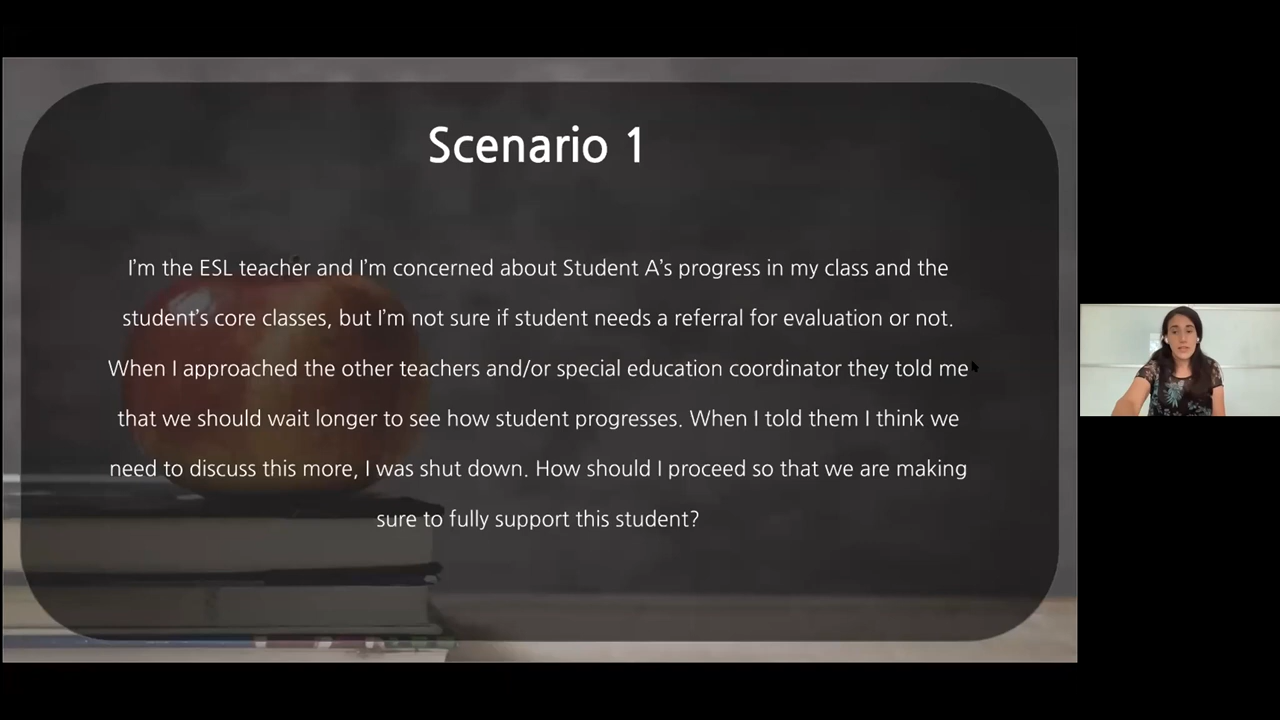 Scenario 1
I'm the ESL teacher and I'm concerned about Student A's progress in my class and the
student's core classes, but I'm not sure if student needs a referral for evaluation or not.
When I approached the other teachers and/or special education coordinator they told me
that we should wait longer to see how student progresses. When I told them I think we
need to discuss this more, I was shut down. How should I proceed so that we are making
sure to fully support this student?